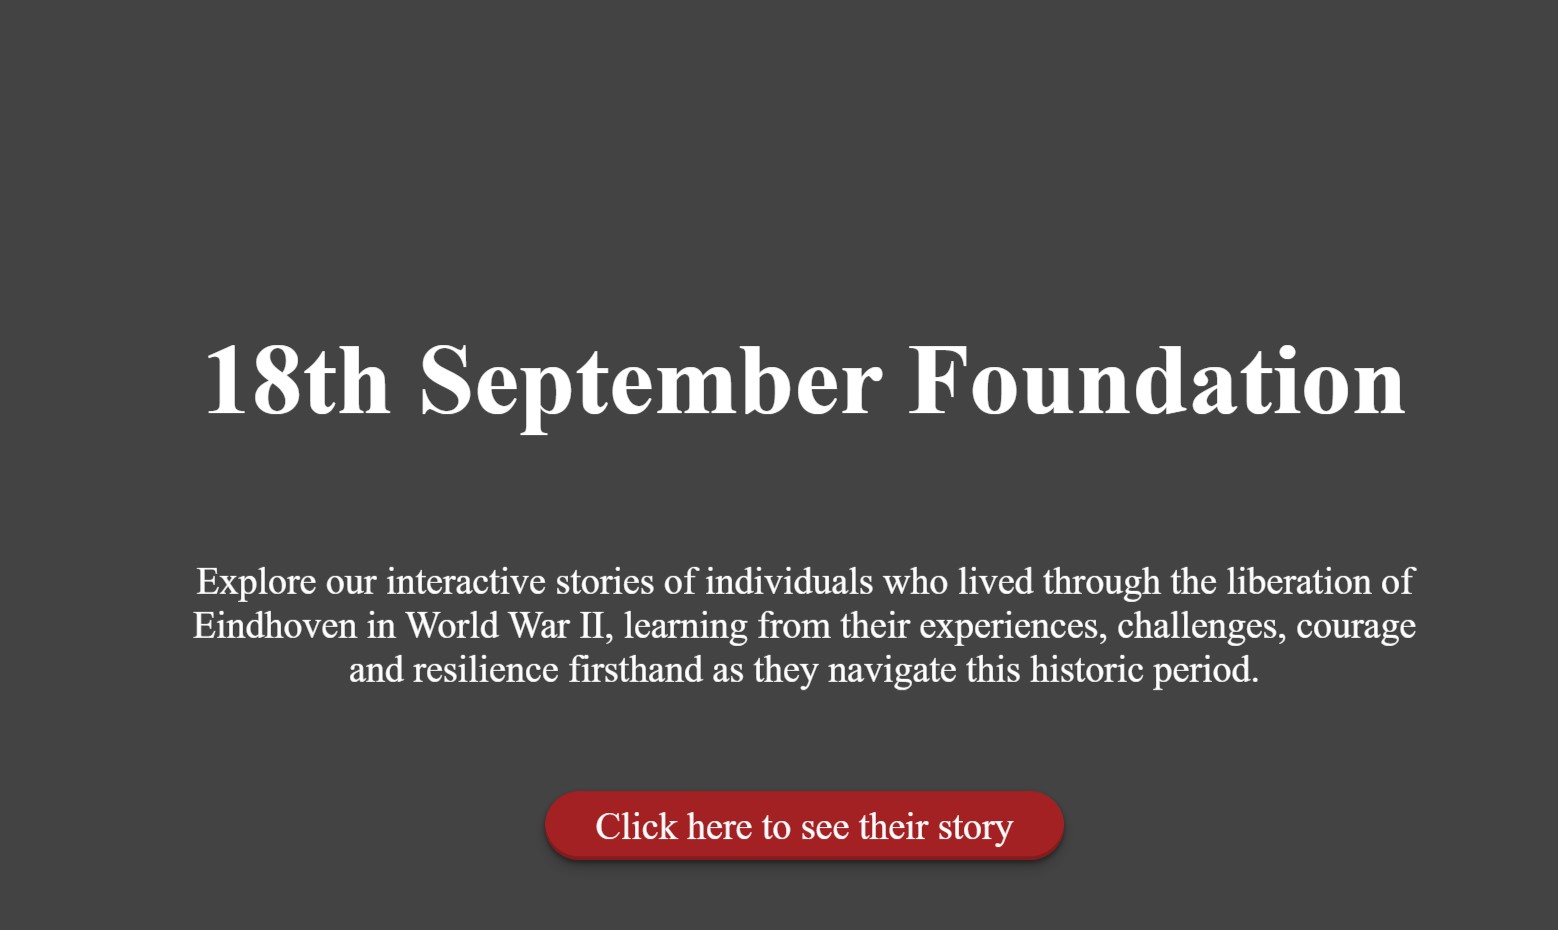 18th September Foundation
Explore our interactive stories of individuals who lived through the liberation of
Eindhoven in World War II, learning from their experiences, challenges, courage
and resilience firsthand as they navigate this historic period.
Click here to see their story